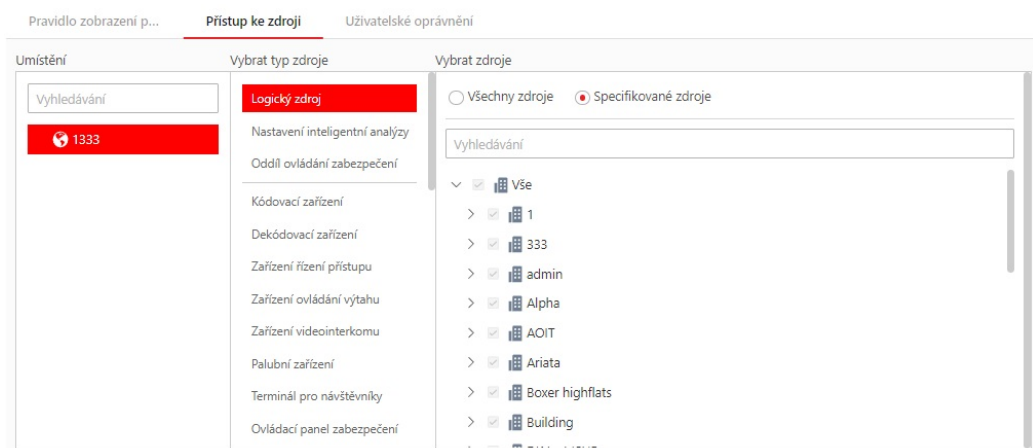 Pravidlo zobrazení p...
Přístup ke zdroji
Uživatelské oprávnění
Umístění
Vybrat typ zdroje
Vybrat zdroje
Vyhledávání
1333
Logický zdroj
Nastavení inteligentní analýzy
Oddíl ovládání zabezpečení
Kódovací zařízení
Dekódovací zařízení
Zařízení řízení přístupu
Zařízení ovládání výtahu
Zařízení videointerkomu
Palubní zařízení
Terminál pro návštěvníky
Ovládací panel zabezpečení
Všechny zdroje
Specifikované zdroje
Vyhledávání
Vše
1
333
admin
Alpha
AOIT
Ariata
Boxer highflats
Building